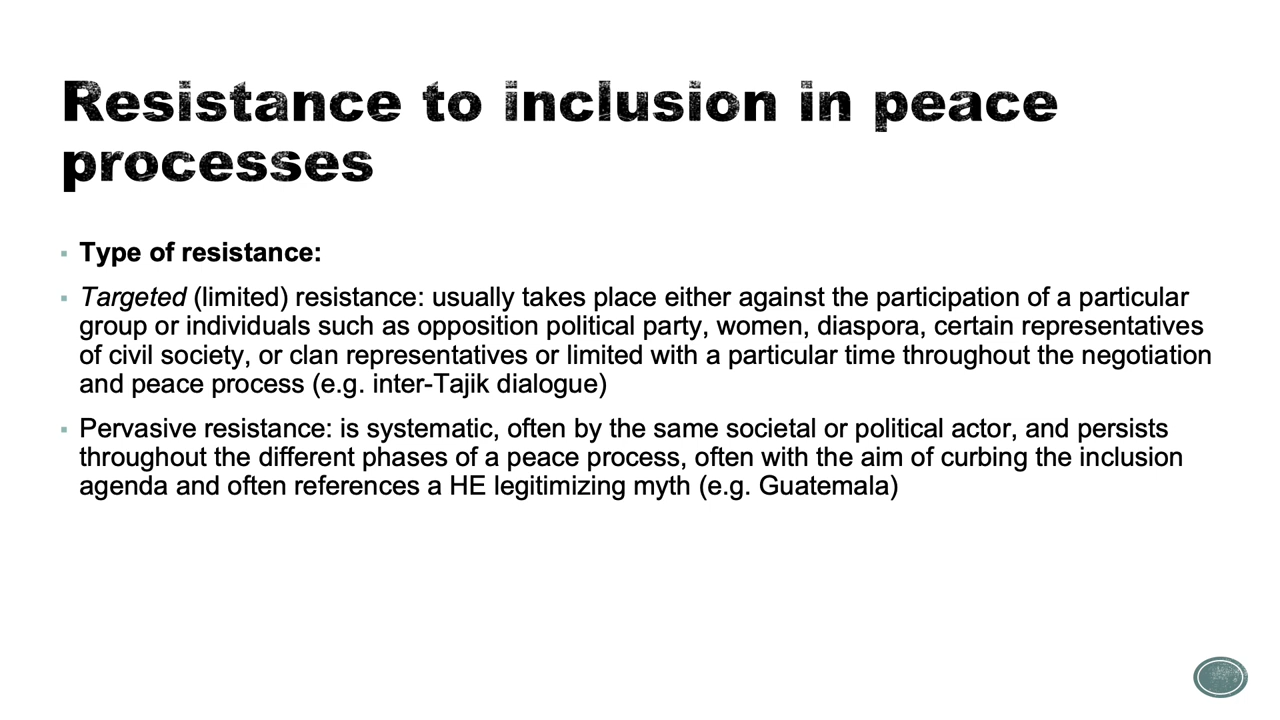 Resistance to inclusion in peace
processes
▪ Type of resistance:
▪ Targeted (limited) resistance: usually takes place either against the participation of a particular
group or individuals such as opposition political party, women, diaspora, certain representatives
of civil society, or clan representatives or limited with a particular time throughout the negotiation
and peace process (e.g. inter-Tajik dialogue)
▪ Pervasive resistance: is systematic, often by the same societal or political actor, and persists
throughout the different phases of a peace process, often with the aim of curbing the inclusion
agenda and often references a HE legitimizing myth (e.g. Guatemala)